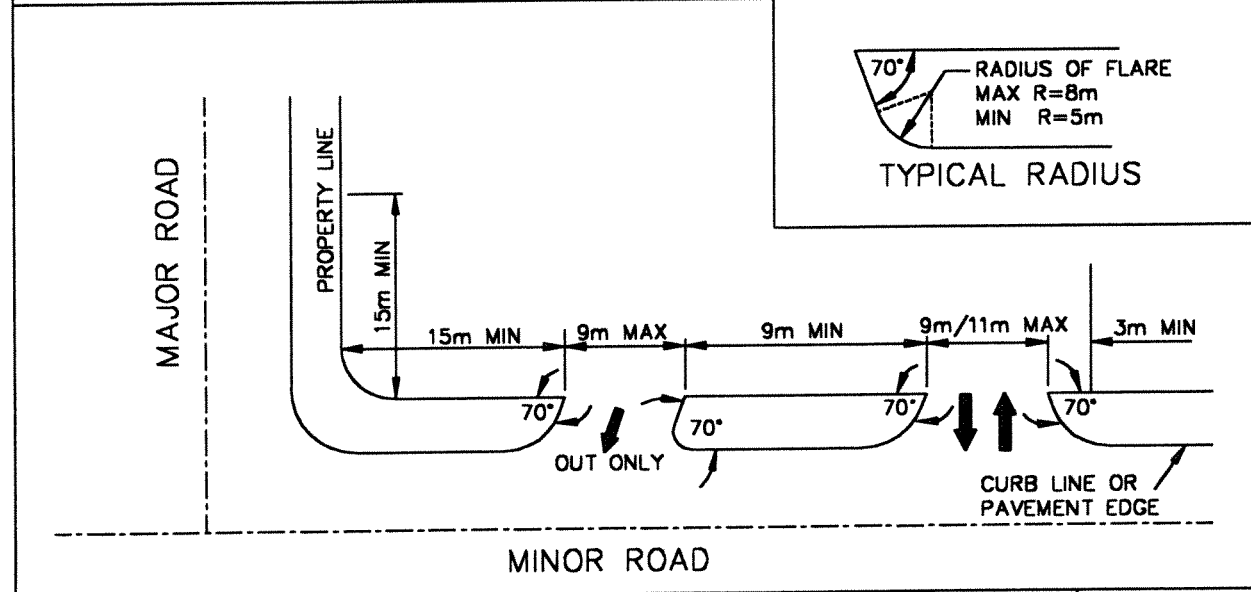 70°
RADIUS OF FLARE
MAX R=8m
MIN R=5m
TYPICAL RADIUS
MAJOR ROAD
PROPERTY LINE
15m MIN
15m MIN
9m MAX
9m MIN
9m/11m MAX
3m MIN
70°
70°
70°
70°
OUT ONLY
CURB LINE OR
PAVEMENT EDGE
MINOR ROAD